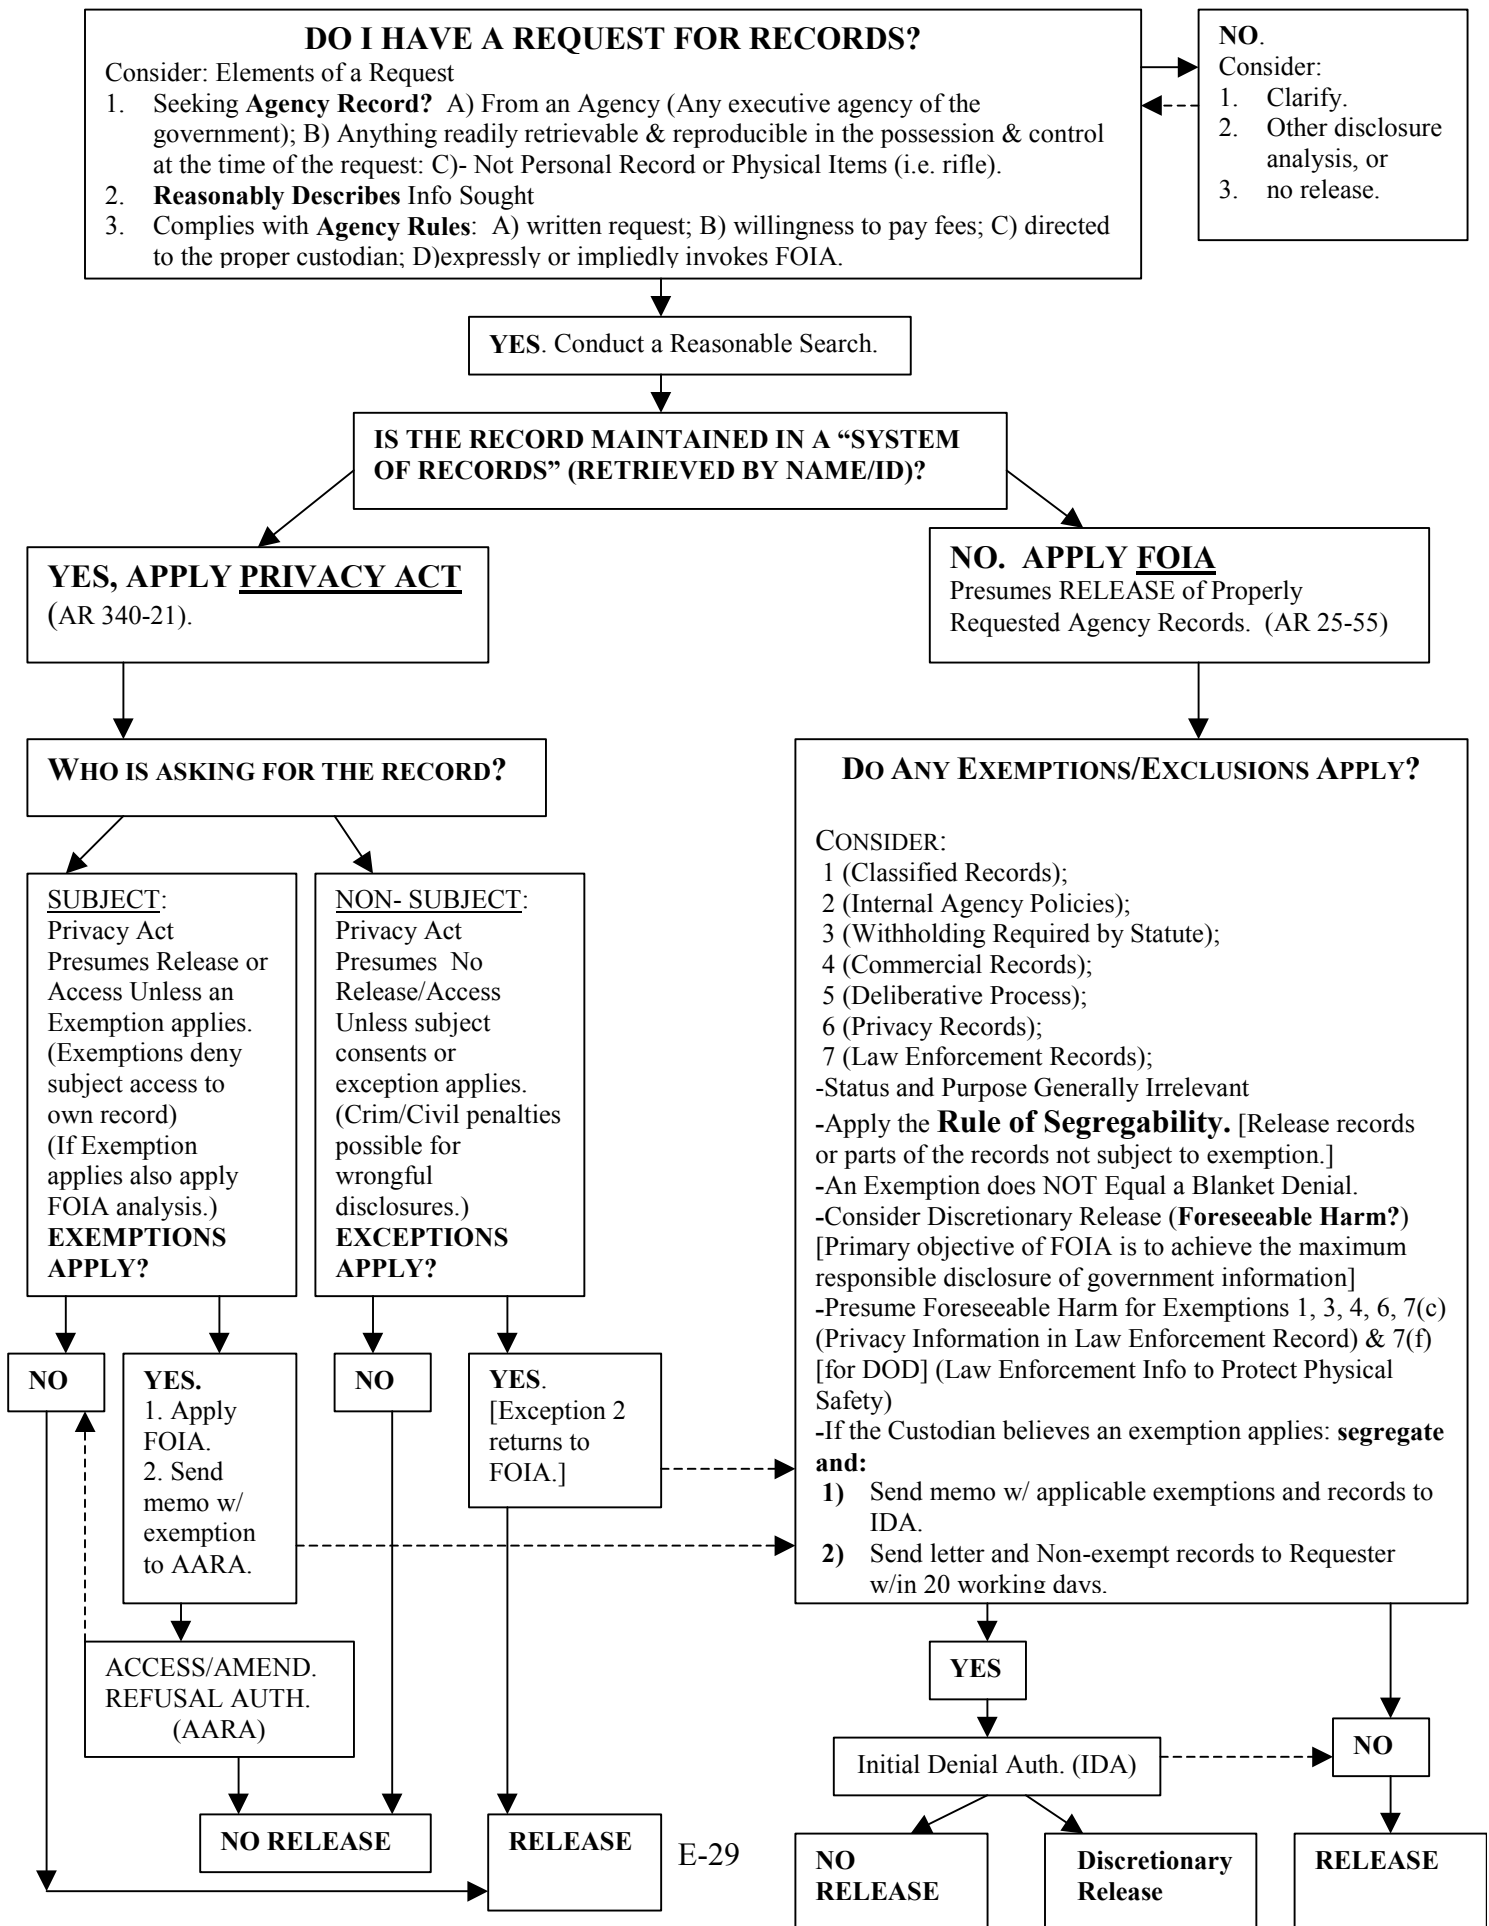 DO I HAVE A REQUEST FOR RECORDS?
Consider: Elements of a Request
1. Seeking Agency Record? A) From an Agency (Any executive agency of the
government); B) Anything readily retrievable & reproducible in the possession & control
at the time of the request: C)- Not Personal Record or Physical Items (i.e. rifle).
2. Reasonably Describes Info Sought
3. Complies with Agency Rules: A) written request; B) willingness to pay fees; C) directed
to the proper custodian; D)expressly or impliedly invokes FOIA.
NO.
Consider:
1. Clarify.
2. Other disclosure
analysis, or
3. no release.
YES. Conduct a Reasonable Search.
IS THE RECORD MAINTAINED IN A “SYSTEM
OF RECORDS” (RETRIEVED BY NAME/ID)?
YES, APPLY PRIVACY ACT
(AR 340-21).
NO. APPLY FOIA
Presumes RELEASE of Properly
Requested Agency Records. (AR 25-55)
WHO IS ASKING FOR THE RECORD?
SUBJECT:
Privacy Act
Presumes Release or
Access Unless an
Exemption applies.
(Exemptions deny
subject access to
own record)
(If Exemption
applies also apply
FOIA analysis.)
EXEMPTIONS
APPLY?
NON- SUBJECT:
Privacy Act
Presumes No
Release/Access
Unless subject
consents or
exception applies.
(Crim/Civil penalties
possible for
wrongful
disclosures.)
EXCEPTIONS
APPLY?
NO
YES.
1. Apply
FOIA.
2. Send
memo w/
exemption
to AARA.
NO
YES.
[Exception 2
returns to
FOIA.]
ACCESS/AMEND.
REFUSAL AUTH.
(AARA)
NO RELEASE
RELEASE
DO ANY EXEMPTIONS/EXCLUSIONS APPLY?
CONSIDER:
1 (Classified Records);
2 (Internal Agency Policies);
3 (Withholding Required by Statute);
4 (Commercial Records);
5 (Deliberative Process);
6 (Privacy Records);
7 (Law Enforcement Records);
-Status and Purpose Generally Irrelevant
-Apply the Rule of Segregability. [Release records
or parts of the records not subject to exemption.]
-An Exemption does NOT Equal a Blanket Denial.
-Consider Discretionary Release (Foreseeable Harm?)
[Primary objective of FOIA is to achieve the maximum
responsible disclosure of government information]
-Presume Foreseeable Harm for Exemptions 1, 3, 4, 6, 7(c)
(Privacy Information in Law Enforcement Record) & 7(f)
[for DOD] (Law Enforcement Info to Protect Physical
Safety)
-If the Custodian believes an exemption applies: segregate
and:
1) Send memo w/ applicable exemptions and records to
IDA.
2) Send letter and Non-exempt records to Requester
w/in 20 working days.
YES
NO
Initial Denial Auth. (IDA)
NO
RELEASE
Discretionary
Release
RELEASE
E-29